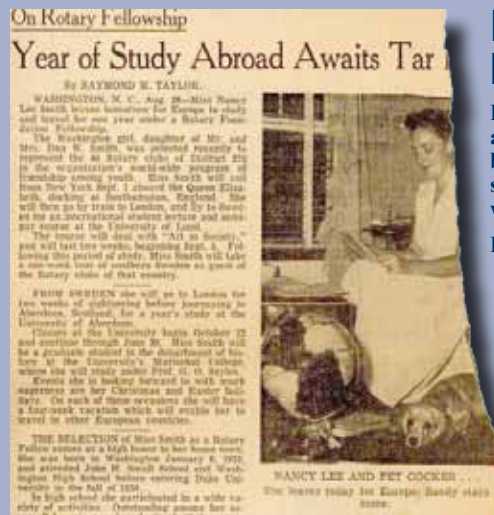 On Rotary Fellowship
Year of Study Abroad Awaits Tar
By RAYMOND M. TAYLOR.
WASHINGTON, N. C., Aug. 29—Miss Nancy
Lee Smith leaves tomorrow for Europe to study
and travel for one year under a Rotary Foun-
dation Fellowship.
The Washington girl, daughter of Mr. and
Mrs. Dan W. Smith, was selected recently to
represent the Rotary clubs of District
in the organization's world-wide program of
friendship among youth. Miss Smith will sail
from New York Sept. 1 aboard the Queen Eliza-
beth, docking at Southampton, England. She
will then go by train to London, and fly to Swed-
en for an international student lecture and semi-
nar course at the University of Lund.
The course will deal with "Art in Society,"
and will last two weeks, beginning Sept. Fol-
lowing this period of study, Miss Smith will take
a one-week tour of southern Sweden as guest of
the Rotary clubs of that country.
FROM SWEDEN she will go to London for
two weeks of sightseeing before journeying to
Aberdeen, Scotland, for a year's study at the
University of Aberdeen.
Classes at the University begin October 12
and continue through June Miss Smith will
be a graduate student in the department of his-
tory at the University's Marischal College,
where she will study under Prof. G. O. Sayles.
Events she is looking forward to with much
eagerness are her Christmas and Easter holi-
days. On each of these occasions she will have
a four-week vacation which will enable her to
travel in other European countries.
THE SELECTION of Miss Smith as a Rotary
Fellow comes as a high honor to her home town.
She was born in Washington January
and attended John H. Small School and Wash-
ington High School before entering Duke Uni-
versity in the fall of
In high school she participated in a wide va-
riety of activities. Outstanding among her
NANCY LEE AND PET COCKER . . .
She leaves today for Europe; Randy stays
home.